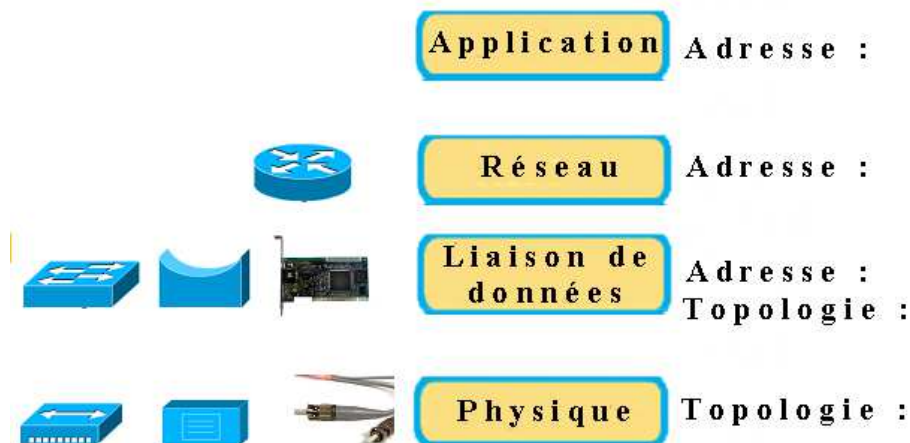 Application Adresse :
Réseau Adresse :
Liaison de
données
Adresse :
Topologie :
Physique Topologie :